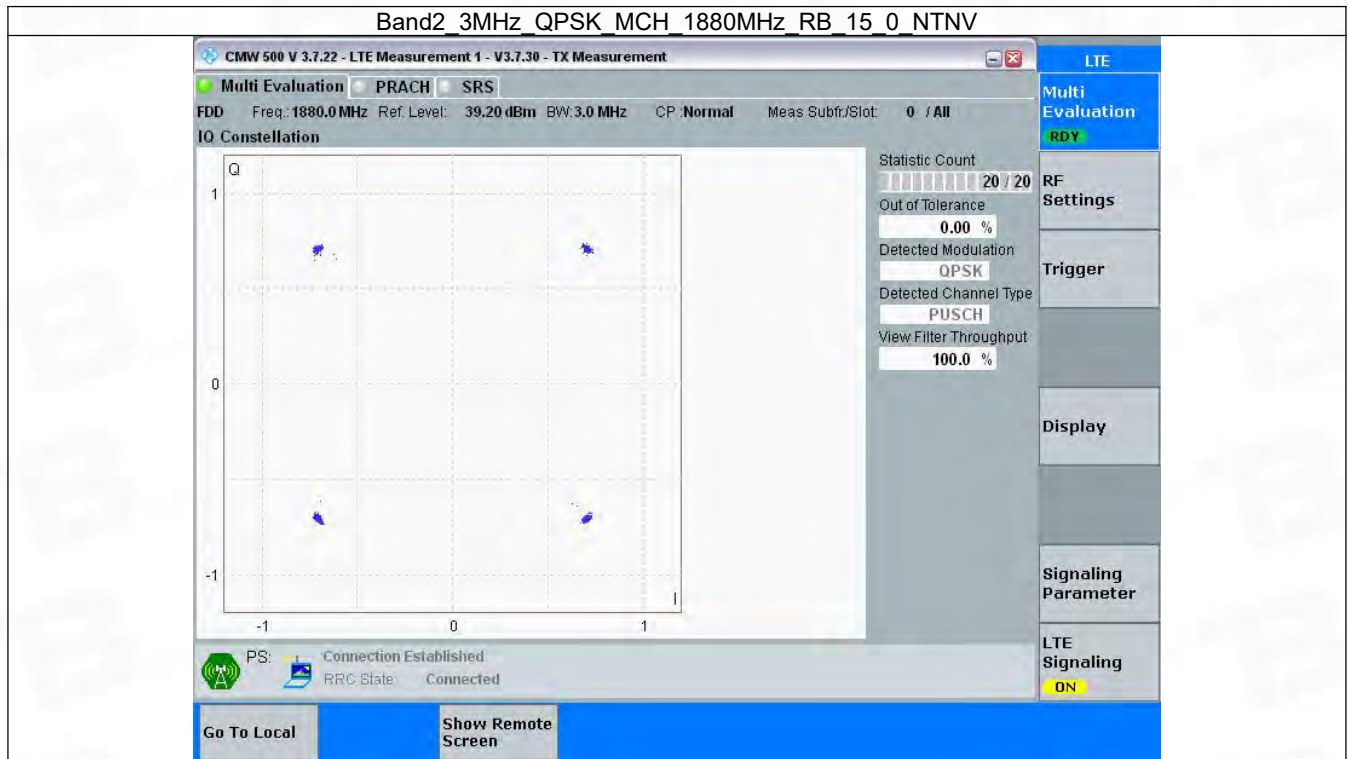 Band2_3MHz_QPSK_MCH_1880MHz_RB_15_0_NTNV
CMW 500 V 3.7.22 - LTE Measurement 1 - V3.7.30 - TX Measurement
LTE
Multi Evaluation PRACH SRS
FDD Freq.: 1880.0 MHz Ref. Level: 39.20 dBm BW: 3.0 MHz CP :Normal Meas Subfr./Slot: 0 / All
IQ Constellation
Q
1
0
-1
I
-1 0 1
Statistic Count
20 / 20
Out of Tolerance
0.00 %
Detected Modulation
QPSK
Detected Channel Type
PUSCH
View Filter Throughput
100.0 %
Multi
Evaluation
RDY
RF
Settings
Trigger
Display
Signaling
Parameter
LTE
Signaling
ON
PS: Connection Established
RRC State: Connected
Go To Local
Show Remote
Screen